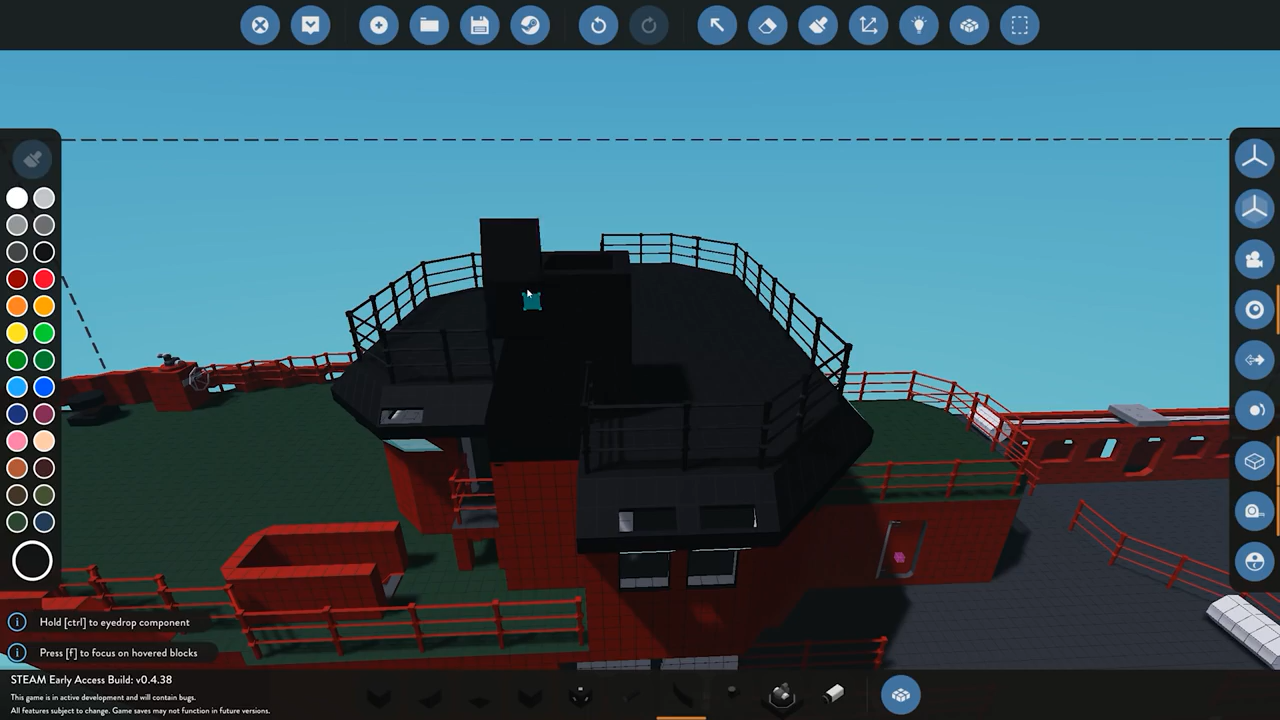 Hold [ctrl] to eyedrop component
Press [f] to focus on hovered blocks
STEAM Early Access Build: v0.4.38
This game is in active development and will contain bugs.
All features subject to change. Game saves may not function in future versions.